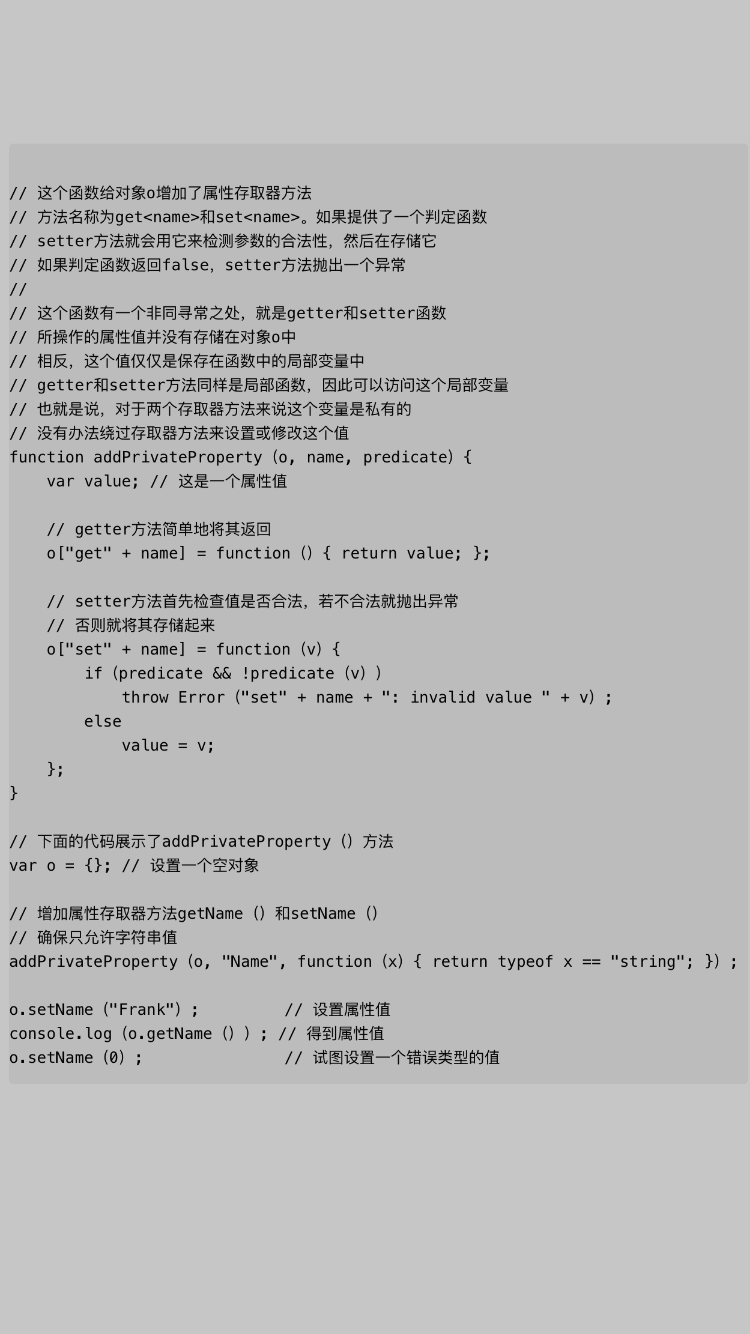 // 这个函数给对象o增加了属性存取器方法
// 方法名称为get<name>和set<name>。如果提供了一个判定函数
// setter方法就会用它来检测参数的合法性，然后在存储它
// 如果判定函数返回false，setter方法抛出一个异常
//
// 这个函数有一个非同寻常之处，就是getter和setter函数
// 所操作的属性值并没有存储在对象o中
// 相反，这个值仅仅是保存在函数中的局部变量中
// getter和setter方法同样是局部函数，因此可以访问这个局部变量
// 也就是说，对于两个存取器方法来说这个变量是私有的
// 没有办法绕过存取器方法来设置或修改这个值
function addPrivateProperty（o, name, predicate）{
    var value; // 这是一个属性值

    // getter方法简单地将其返回
    o["get" + name] = function（）{ return value; };

    // setter方法首先检查值是否合法，若不合法就抛出异常
    // 否则就将其存储起来
    o["set" + name] = function（v）{
        if（predicate && !predicate（v））
            throw Error（"set" + name + ": invalid value " + v）;
        else
            value = v;
    };
}

// 下面的代码展示了addPrivateProperty（）方法
var o = {}; // 设置一个空对象

// 增加属性存取器方法getName（）和setName（）
// 确保只允许字符串值
addPrivateProperty（o, "Name", function（x）{ return typeof x == "string"; }）;

o.setName（"Frank"）;         // 设置属性值
console.log（o.getName（））; // 得到属性值
o.setName（0）;               // 试图设置一个错误类型的值